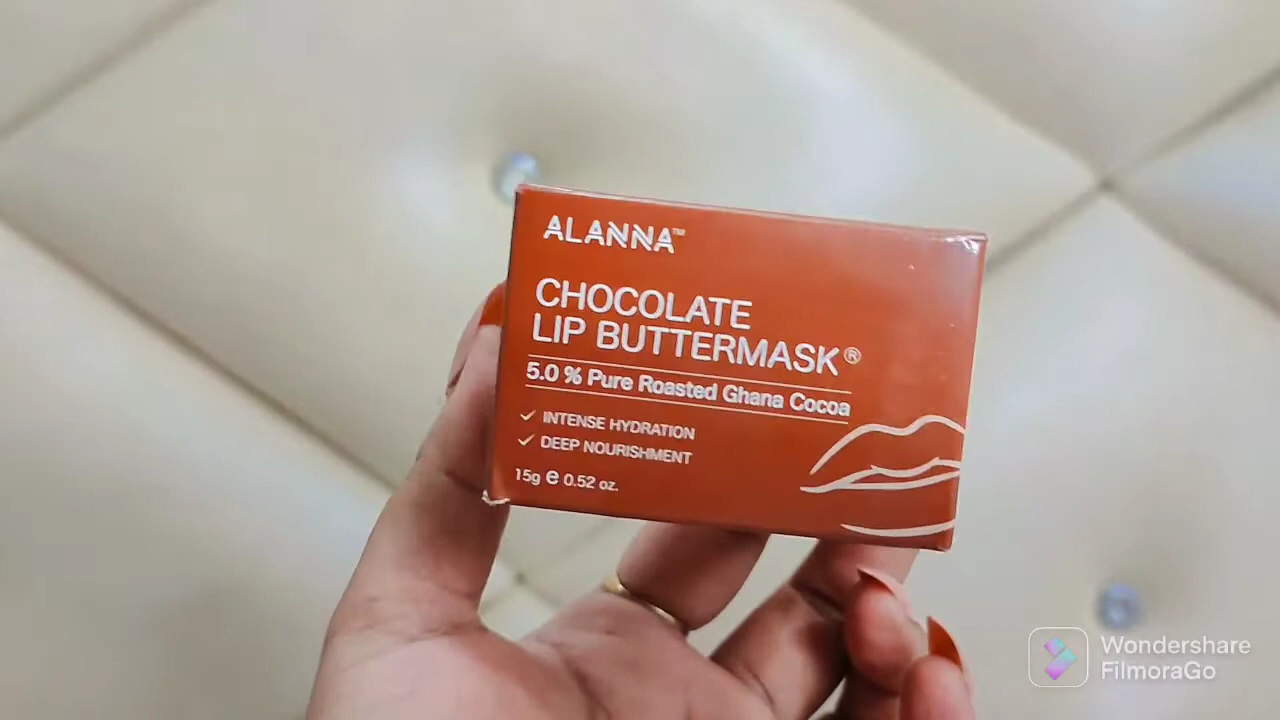 ALANNA™
CHOCOLATE
LIP BUTTERMASK®
5.0 % Pure Roasted Ghana Cocoa
✓ INTENSE HYDRATION
✓ DEEP NOURISHMENT
15g ℮ 0.52 oz.
Wondershare
FilmoraGo